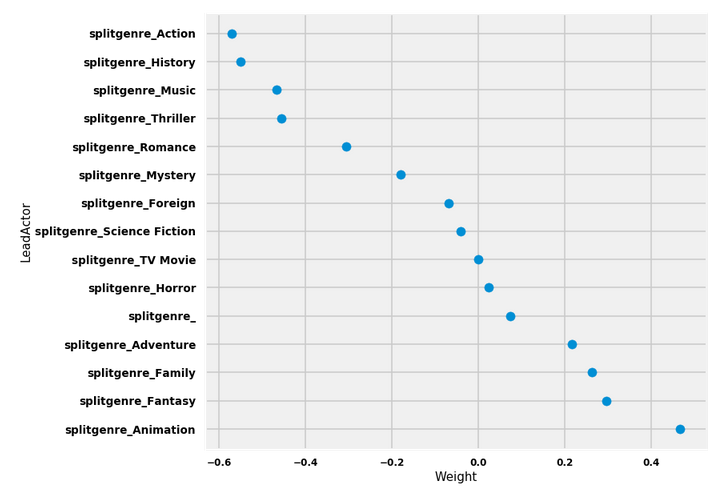 splitgenre_Action
splitgenre_History
splitgenre_Music
splitgenre_Thriller
splitgenre_Romance
splitgenre_Mystery
splitgenre_Foreign
splitgenre_Science Fiction
splitgenre_TV Movie
splitgenre_Horror
splitgenre_
splitgenre_Adventure
splitgenre_Family
splitgenre_Fantasy
splitgenre_Animation
LeadActor
−0.6 −0.4 −0.2 0.0 0.2 0.4
Weight